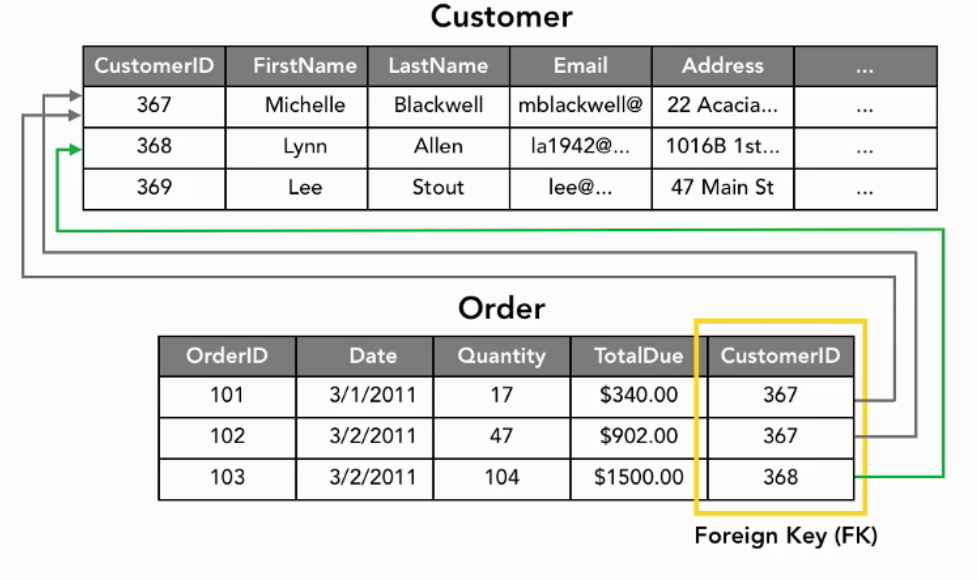 Customer
CustomerID FirstName LastName Email Address ...
367 Michelle Blackwell mblackwell@ 22 Acacia... ...
368 Lynn Allen la1942@... 1016B 1st... ...
369 Lee Stout lee@... 47 Main St ...
Order
OrderID Date Quantity TotalDue CustomerID
101 3/1/2011 17 $340.00 367
102 3/2/2011 47 $902.00 367
103 3/2/2011 104 $1500.00 368
Foreign Key (FK)